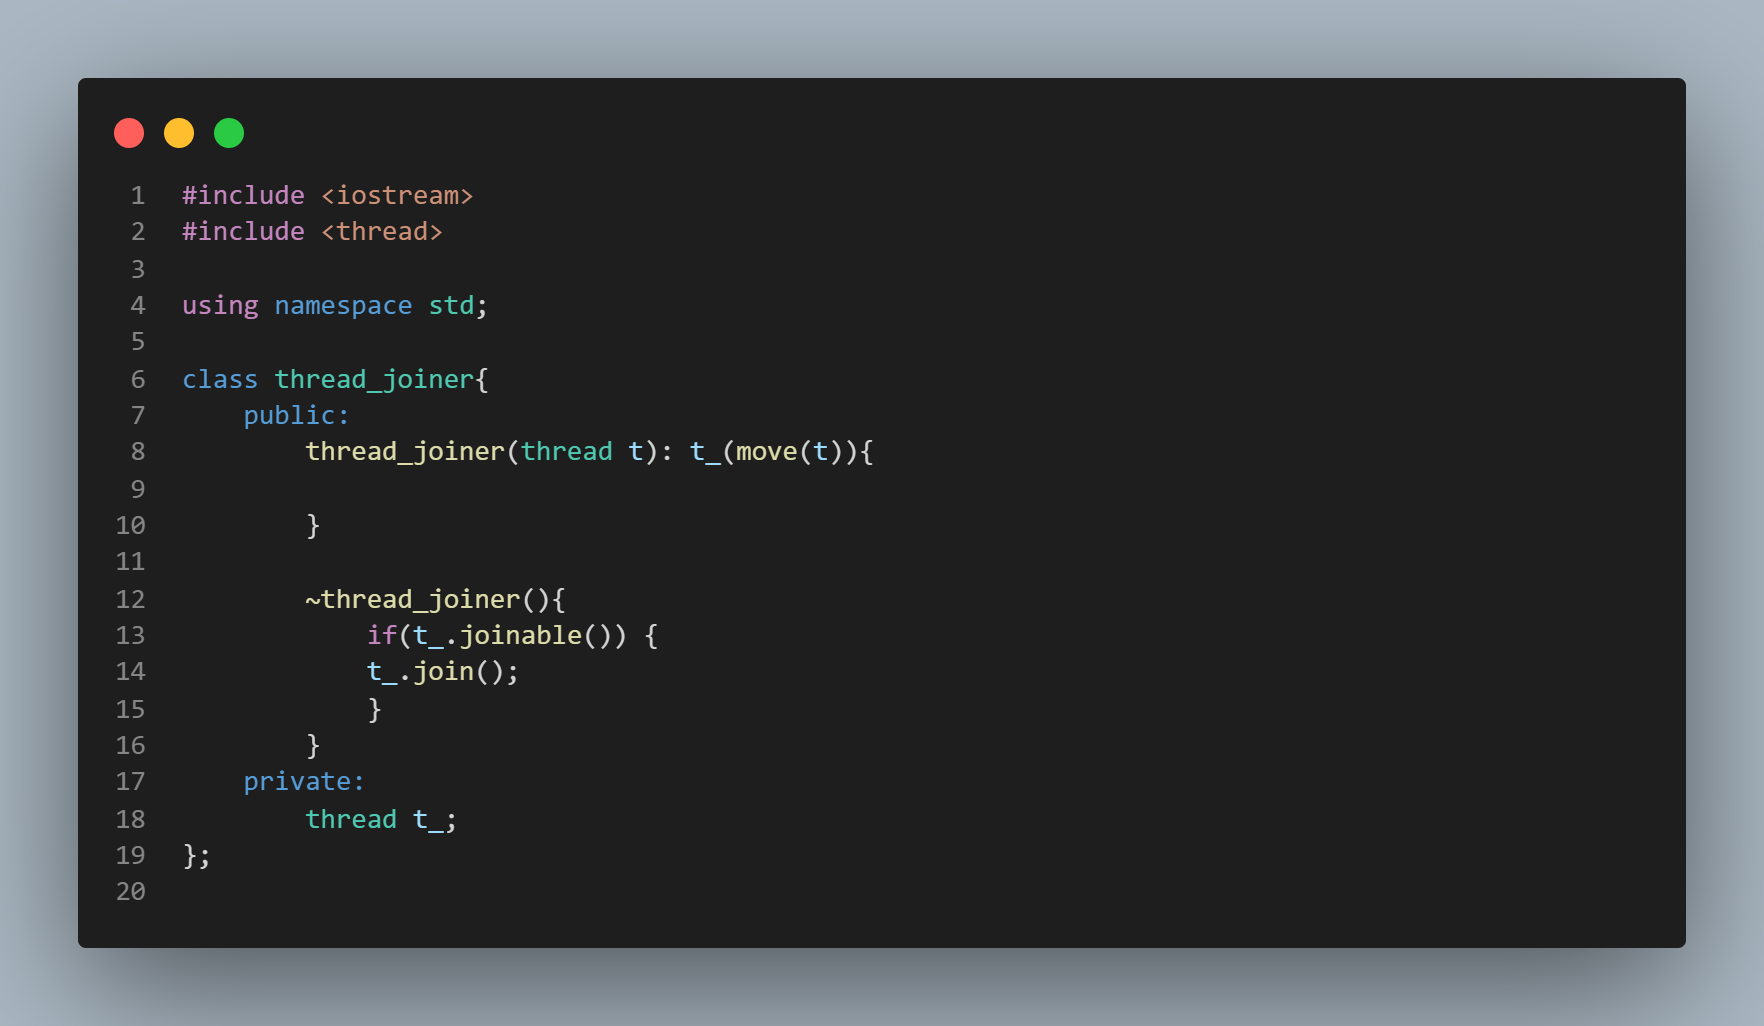 1 #include <iostream>
2 #include <thread>
3
4 using namespace std;
5
6 class thread_joiner{
7     public:
8         thread_joiner(thread t): t_(move(t)){
9
10         }
11
12         ~thread_joiner(){
13             if(t_.joinable()) {
14             t_.join();
15             }
16         }
17     private:
18         thread t_;
19 };
20